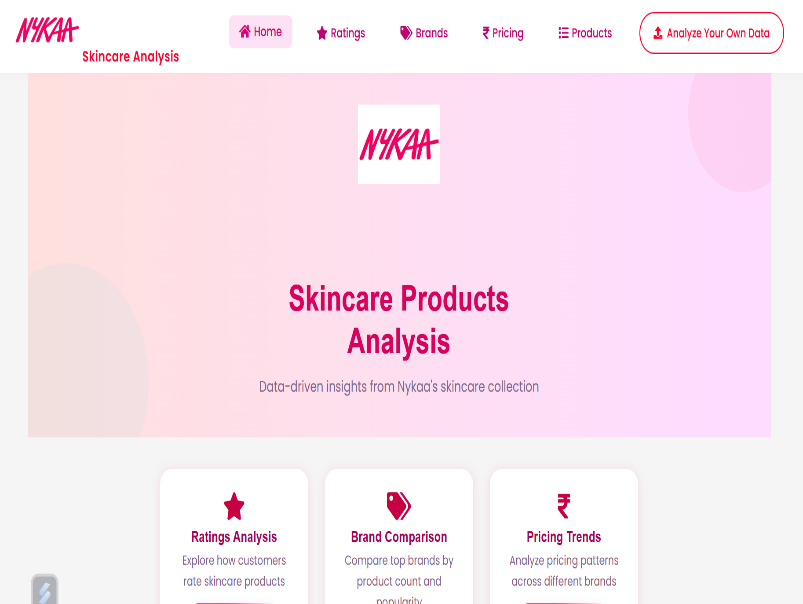 NYKAA
Skincare Analysis
Home
Ratings
Brands
Pricing
Products
Analyze Your Own Data
NYKAA
Skincare Products
Analysis
Data-driven insights from Nykaa's skincare collection
Ratings Analysis
Explore how customers
rate skincare products
Brand Comparison
Compare top brands by
product count and
popularity
Pricing Trends
Analyze pricing patterns
across different brands